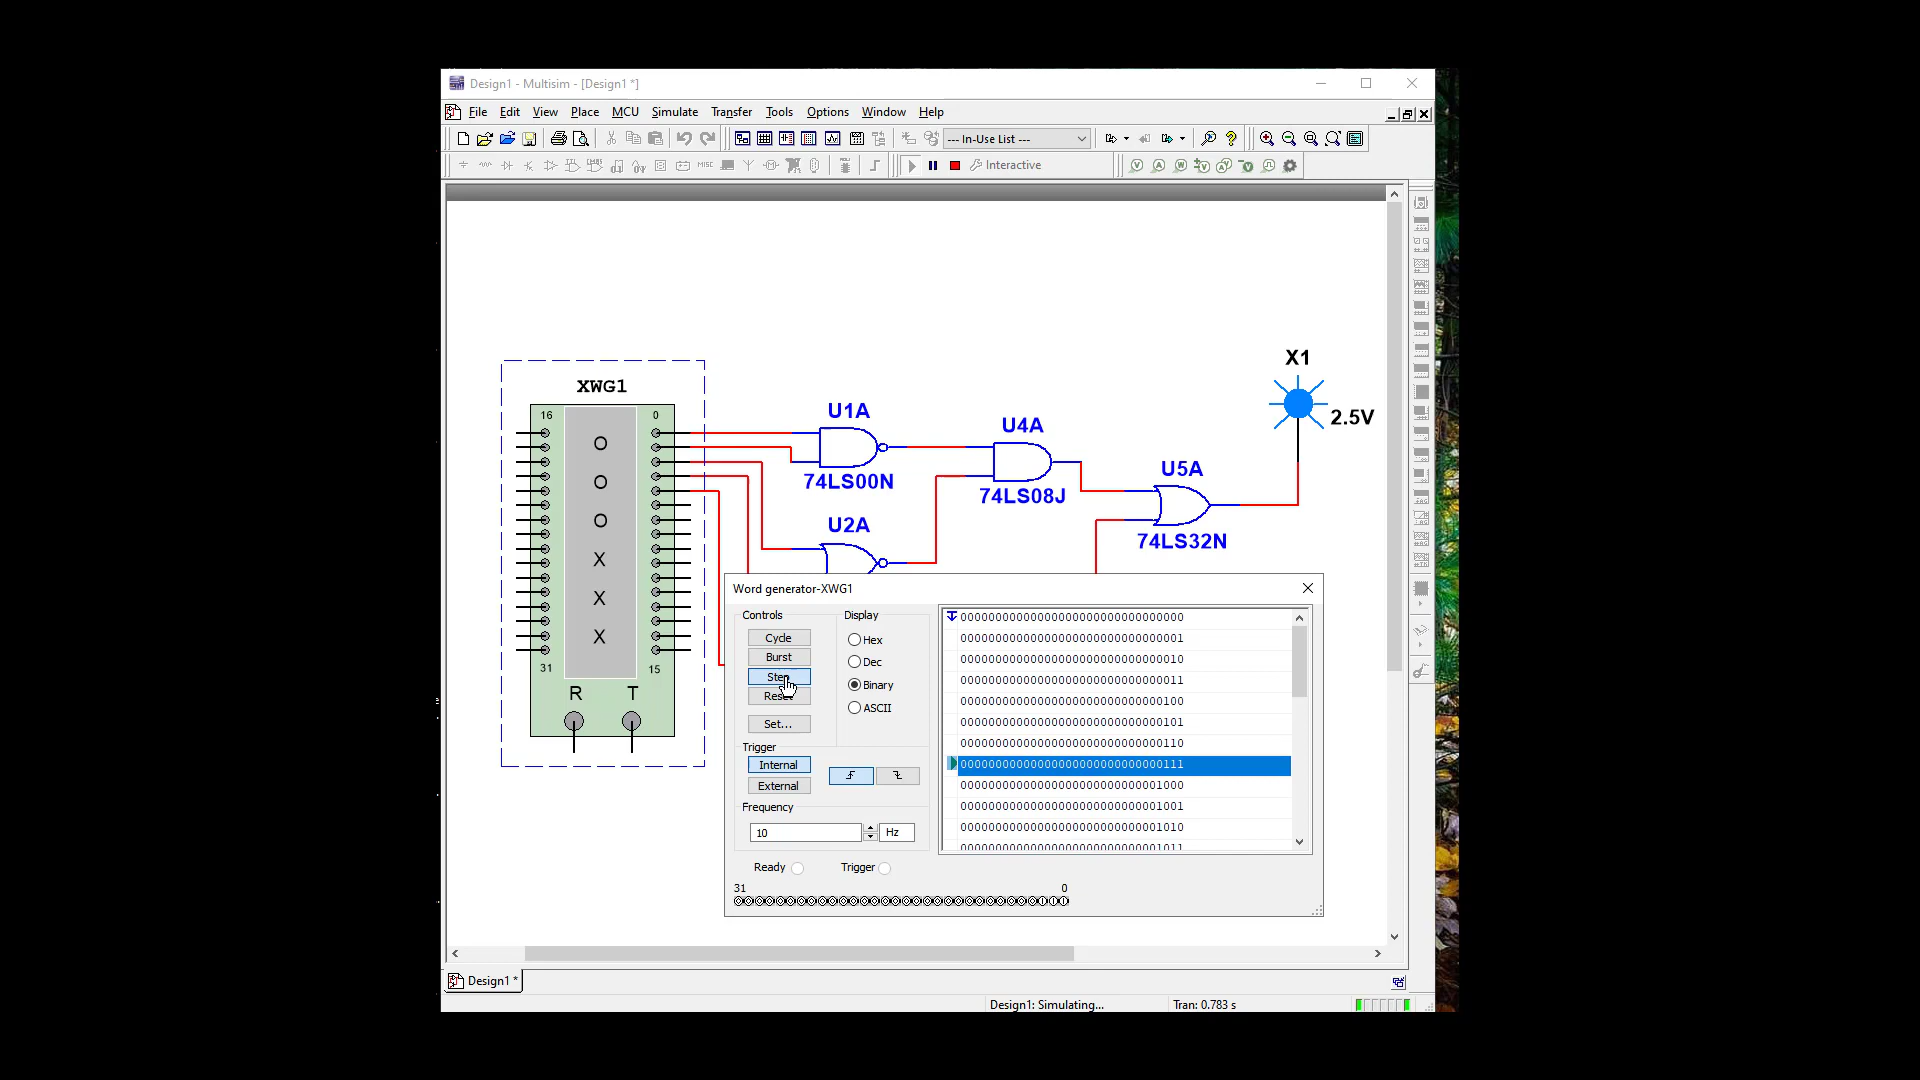 Design1 - Multisim - [Design1 *]
File Edit View Place MCU Simulate Transfer Tools Options Window Help
--- In-Use List ---
MISC Interactive
X1
2.5V
XWG1
16 0
O
O
O
X
X
X
31 15
R T
U1A
74LS00N
U4A
74LS08J
U5A
74LS32N
U2A
Word generator-XWG1
Controls
Cycle
Burst
Step
Reset
Set...
Display
Hex
Dec
Binary
ASCII
Trigger
Internal
External
Frequency
10 Hz
Ready Trigger
31 0
00000000000000000000000000000000
00000000000000000000000000000001
00000000000000000000000000000010
00000000000000000000000000000011
00000000000000000000000000000100
00000000000000000000000000000101
00000000000000000000000000000110
00000000000000000000000000000111
00000000000000000000000000001000
00000000000000000000000000001001
00000000000000000000000000001010
00000000000000000000000000001011
Design1 *
Design1: Simulating... Tran: 0.783 s